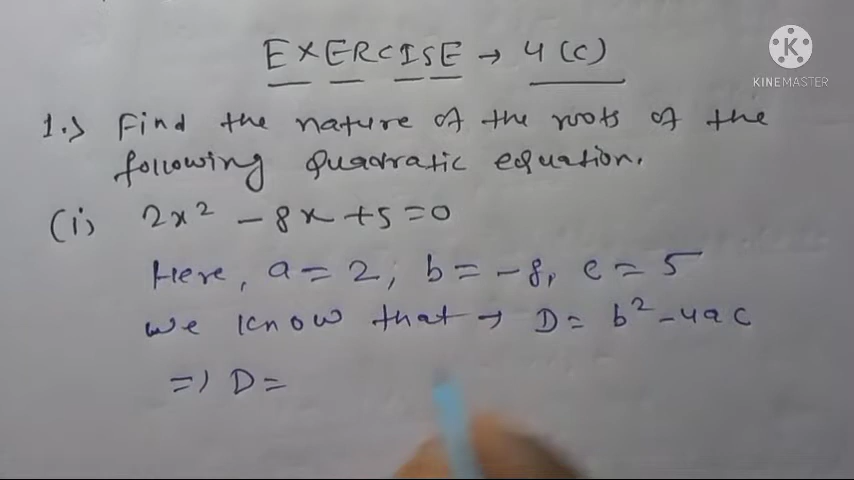 EXERCISE → 4(C)
K
KINEMASTER
1.) Find the nature of the roots of the
following Quadratic equation.
(i) 2x² - 8x + 5 = 0
Here, a = 2, b = -8, c = 5
We know that → D = b² - 4ac
=) D =